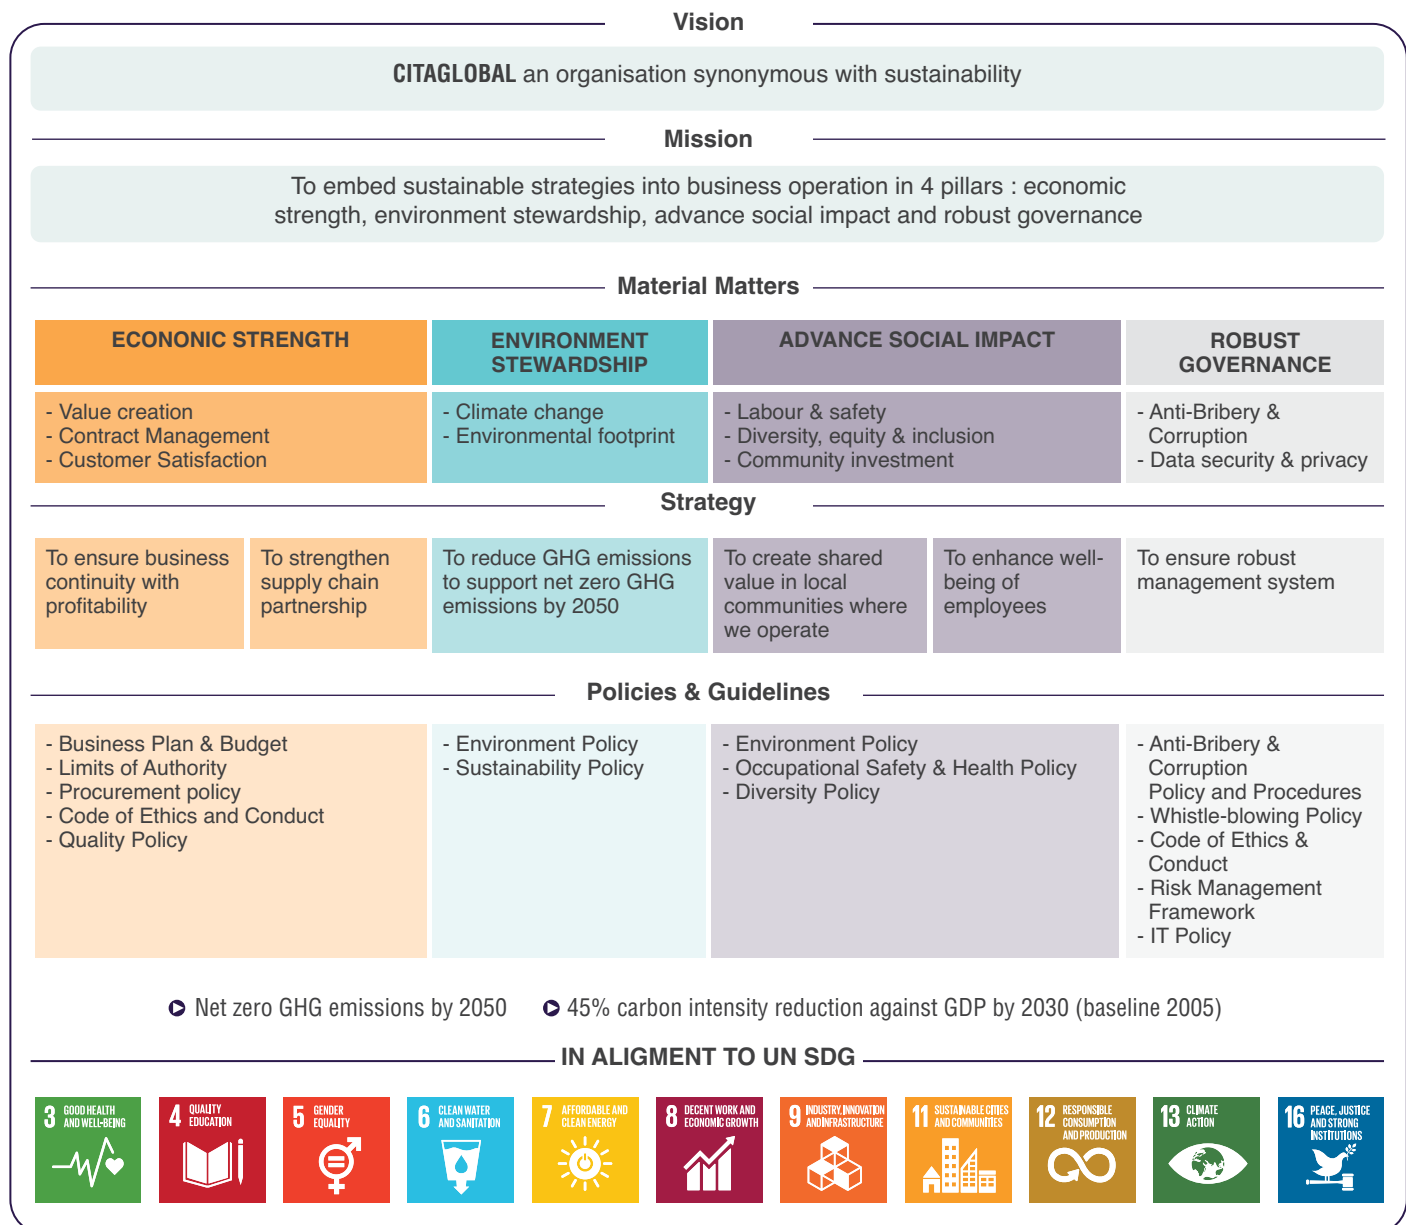 Vision
CITAGLOBAL an organisation synonymous with sustainability
Mission
To embed sustainable strategies into business operation in 4 pillars : economic
strength, environment stewardship, advance social impact and robust governance
Material Matters
ECONONIC STRENGTH
- Value creation
- Contract Management
- Customer Satisfaction
ENVIRONMENT
STEWARDSHIP
- Climate change
- Environmental footprint
ADVANCE SOCIAL IMPACT
- Labour & safety
- Diversity, equity & inclusion
- Community investment
ROBUST
GOVERNANCE
- Anti-Bribery &
Corruption
- Data security & privacy
Strategy
To ensure business
continuity with
profitability
To strengthen
supply chain
partnership
To reduce GHG emissions
to support net zero GHG
emissions by 2050
To create shared
value in local
communities where
we operate
To enhance well-
being of
employees
To ensure robust
management system
Policies & Guidelines
- Business Plan & Budget
- Limits of Authority
- Procurement policy
- Code of Ethics and Conduct
- Quality Policy
- Environment Policy
- Sustainability Policy
- Environment Policy
- Occupational Safety & Health Policy
- Diversity Policy
- Anti-Bribery &
Corruption
Policy and Procedures
- Whistle-blowing Policy
- Code of Ethics &
Conduct
- Risk Management
Framework
- IT Policy
Net zero GHG emissions by 2050
45% carbon intensity reduction against GDP by 2030 (baseline 2005)
IN ALIGMENT TO UN SDG
3 GOOD HEALTH
AND WELL-BEING
4 QUALITY
EDUCATION
5 GENDER
EQUALITY
6 CLEAN WATER
AND SANITATION
7 AFFORDABLE AND
CLEAN ENERGY
8 DECENT WORK AND
ECONOMIC GROWTH
9 INDUSTRY, INNOVATION
AND INFRASTRUCTURE
11 SUSTAINABLE CITIES
AND COMMUNITIES
12 RESPONSIBLE
CONSUMPTION
AND PRODUCTION
13 CLIMATE
ACTION
16 PEACE, JUSTICE
AND STRONG
INSTITUTIONS